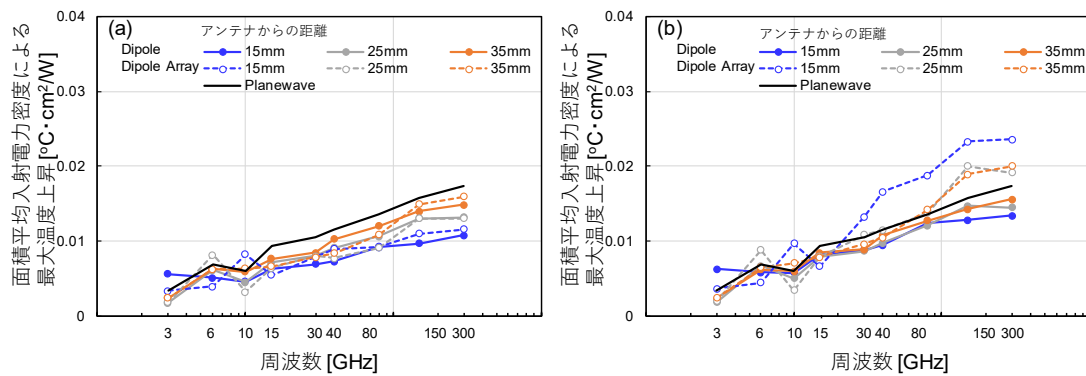 (a)
アンテナからの距離
Dipole 15mm 25mm 35mm
Dipole Array 15mm 25mm 35mm
Planewave
面積平均入射電力密度による
最大温度上昇 [°C・cm²/W]
0.04
0.03
0.02
0.01
0
3 6 10 15 30 40 80 150 300
周波数 [GHz]
(b)
アンテナからの距離
Dipole 15mm 25mm 35mm
Dipole Array 15mm 25mm 35mm
Planewave
面積平均入射電力密度による
最大温度上昇 [°C・cm²/W]
0.04
0.03
0.02
0.01
0
3 6 10 15 30 40 80 150 300
周波数 [GHz]